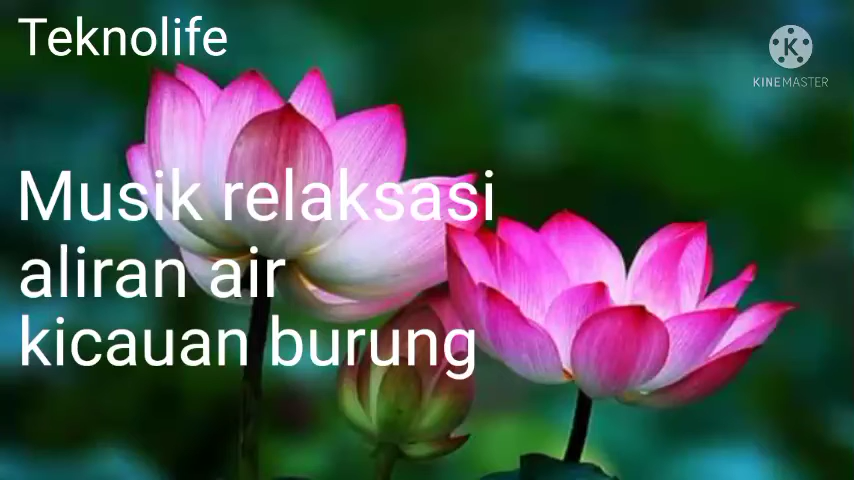 Teknolife
K
KINEMASTER
Musik relaksasi
aliran air
kicauan burung